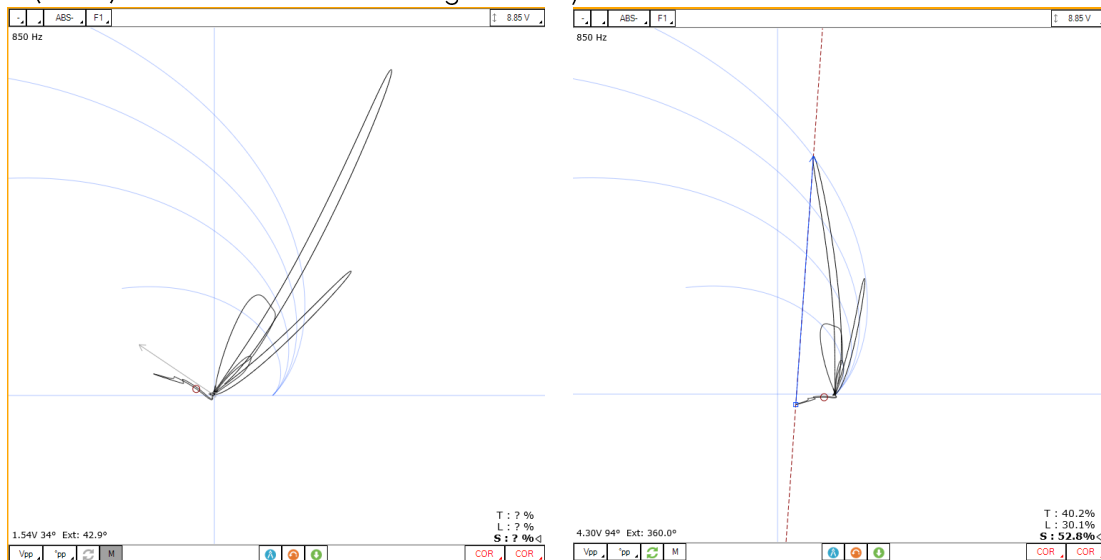 - ABS- F1 8.85 V
850 Hz
T : ? %
L : ? %
S : ? %
1.54V 34° Ext: 42.9°
Vpp °pp M COR COR
- ABS- F1 8.85 V
850 Hz
T : 40.2%
L : 30.1%
S : 52.8%
4.30V 94° Ext: 360.0°
Vpp °pp M COR COR